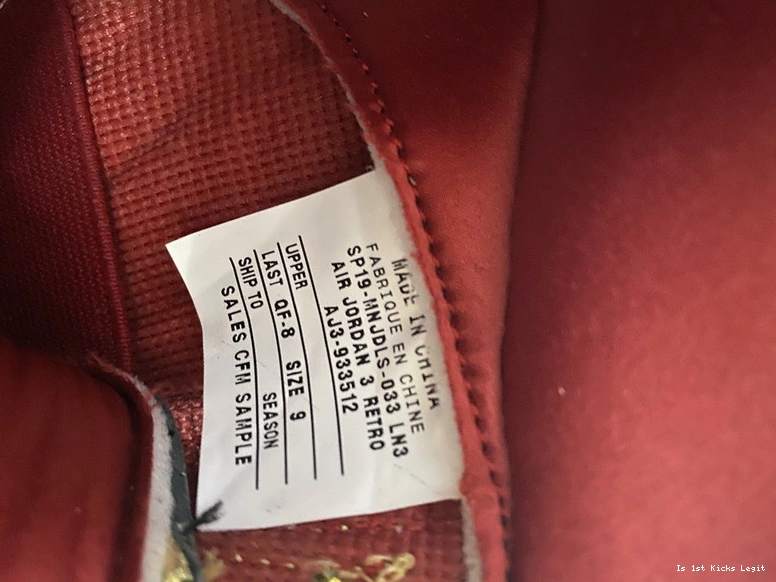 MADE IN CHINA
FABRIQUE EN CHINE
SP19-MNJDLS-033 LN3
AIR JORDAN 3 RETRO
AJ3-933512
UPPER
LAST QF-8 SIZE 9
SHIP TO SEASON
SALES CFM SAMPLE
Is 1st Kicks Legit